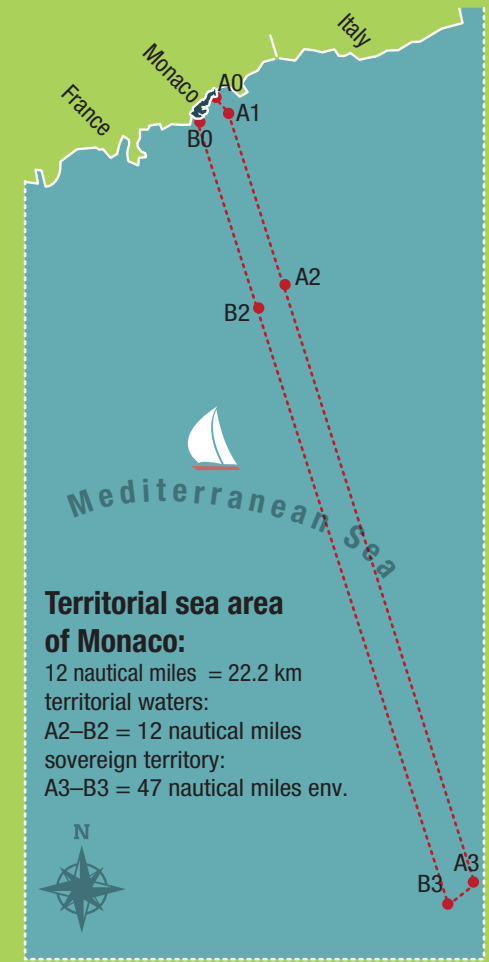 Italy
Monaco
France
A0
A1
B0
A2
B2
Mediterranean Sea
Territorial sea area
of Monaco:
12 nautical miles = 22.2 km
territorial waters:
A2–B2 = 12 nautical miles
sovereign territory:
A3–B3 = 47 nautical miles env.
N
A3
B3